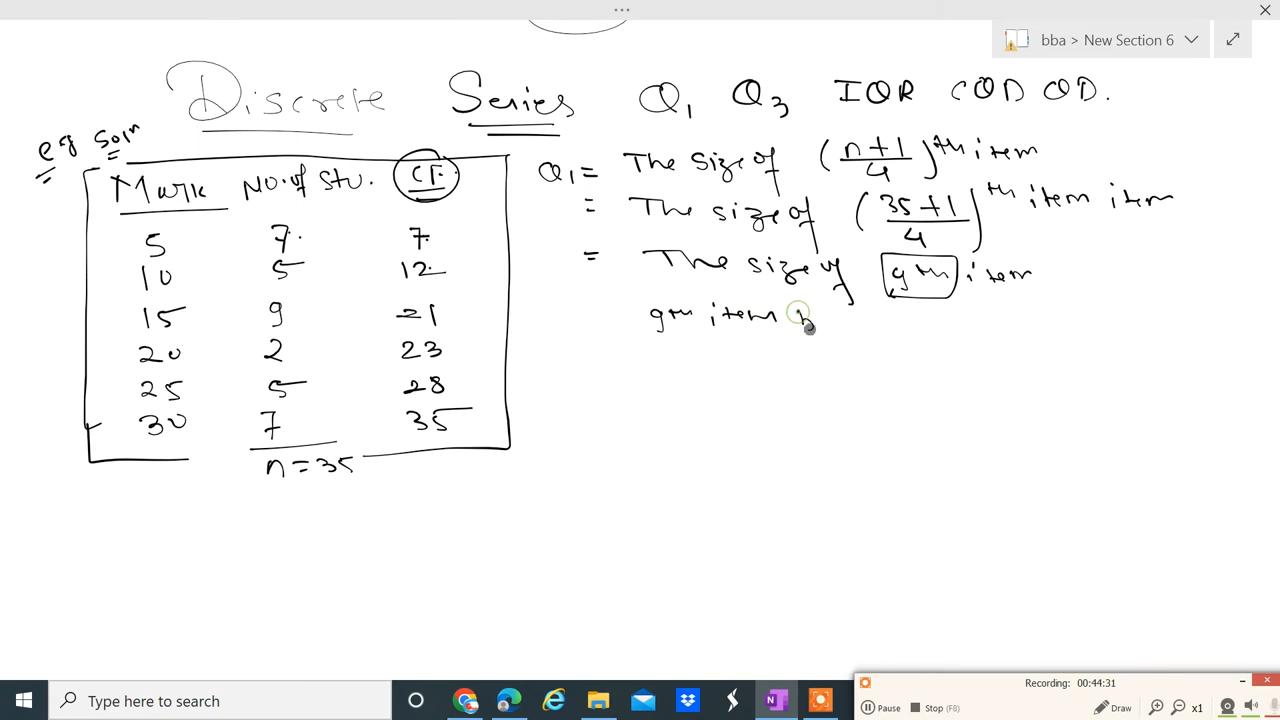 bba > New Section 6
Discrete Series Q1 Q3 IQR COD QD.
eg Soln
Mark No. of Stu. CF.
5 7. 7.
10 5 12.
15 9 21
20 2 23
25 5 28
30 7 35
n = 35
Q1 = The size of (n+1/4)th item
= The size of (35+1/4)th item item
= The size of 9th item
9th item
Type here to search
Recording: 00:44:31
Pause Stop (F8) Draw x1